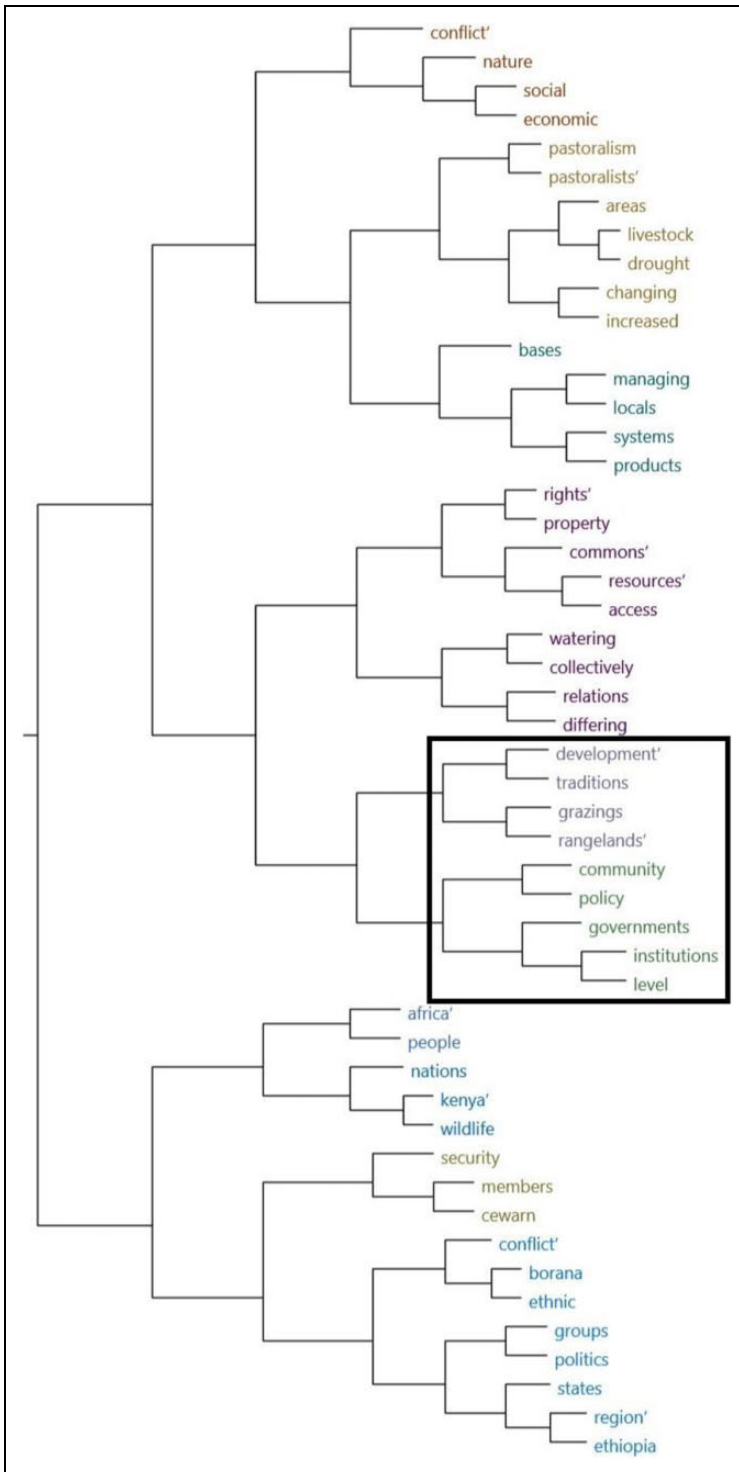 conflict'
nature
social
economic
pastoralism
pastoralists'
areas
livestock
drought
changing
increased
bases
managing
locals
systems
products
rights'
property
commons'
resources'
access
watering
collectively
relations
differing
development'
traditions
grazings
rangelands'
community
policy
governments
institutions
level
africa'
people
nations
kenya'
wildlife
security
members
cewarn
conflict'
borana
ethnic
groups
politics
states
region'
ethiopia